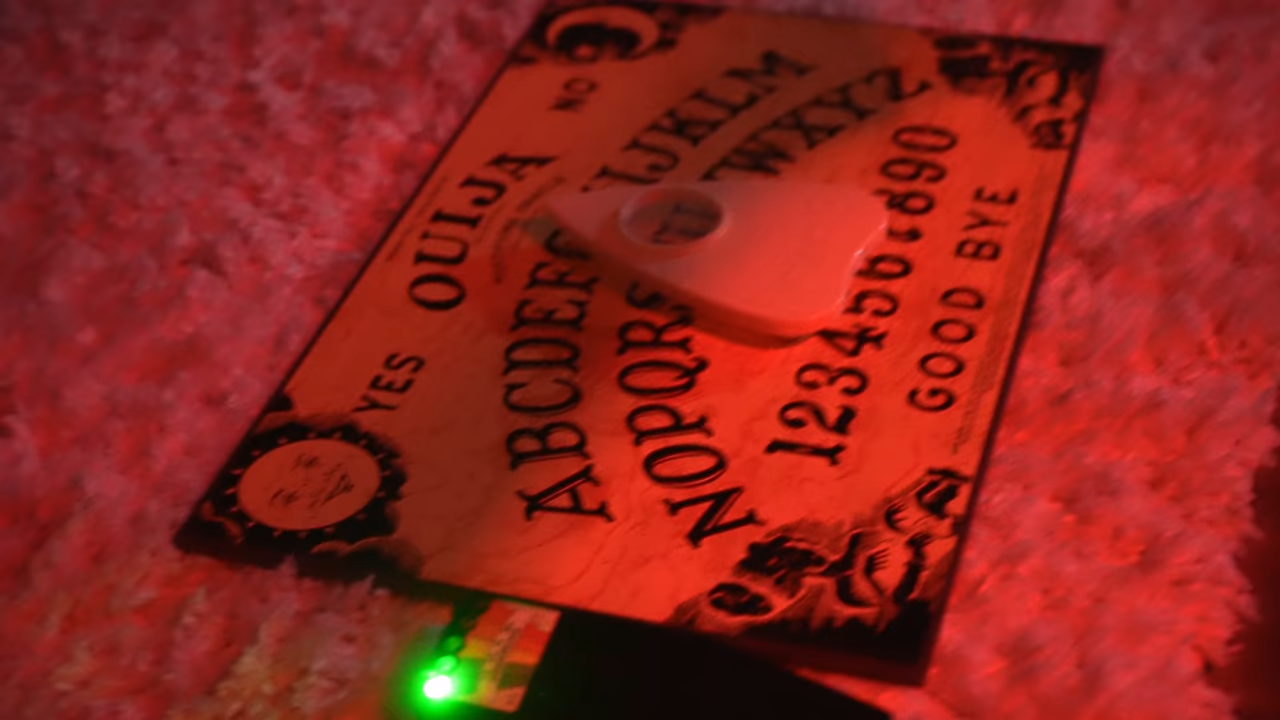 YES OUIJA NO
ABCDEF IJKLM
NOPQRS WXYZ
1234567890
GOOD BYE